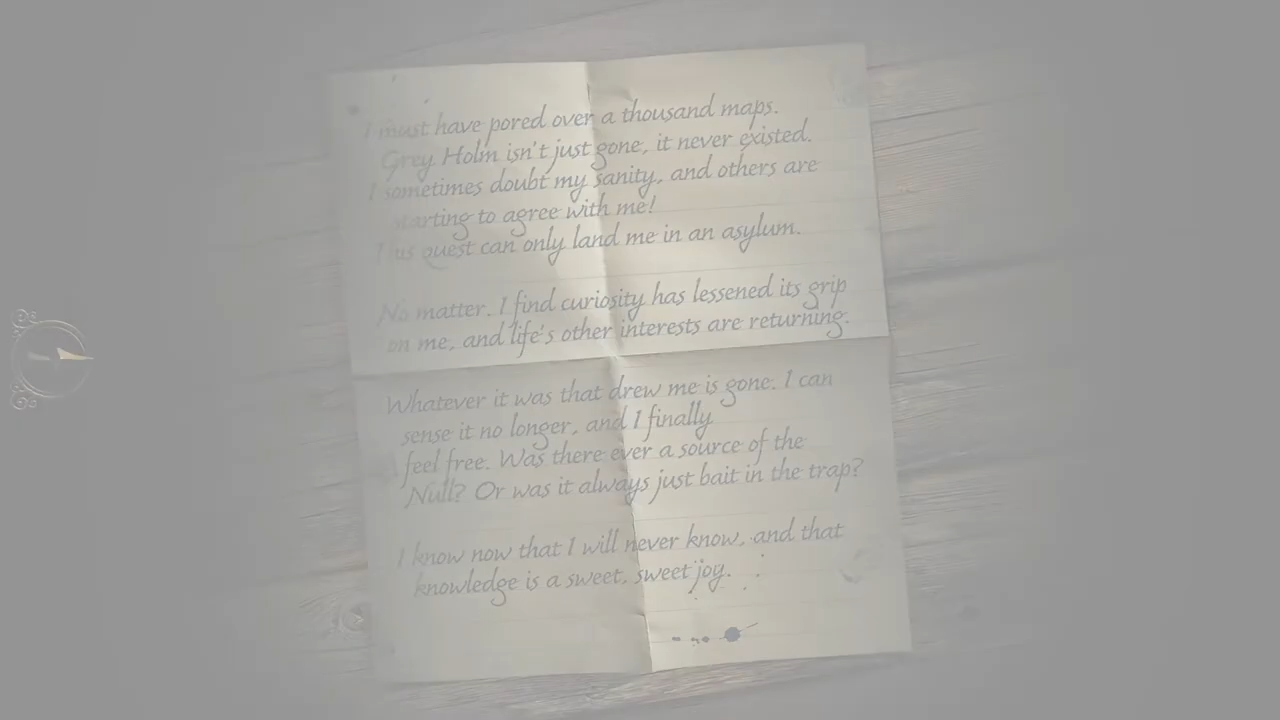 I must have pored over a thousand maps.
Grey Holm isn't just gone, it never existed.
I sometimes doubt my sanity, and others are
starting to agree with me!
This quest can only land me in an asylum.
No matter. I find curiosity has lessened its grip
on me, and life's other interests are returning.
Whatever it was that drew me is gone. I can
sense it no longer, and I finally
feel free. Was there ever a source of the
Null? Or was it always just bait in the trap?
I know now that I will never know, and that
knowledge is a sweet, sweet joy.